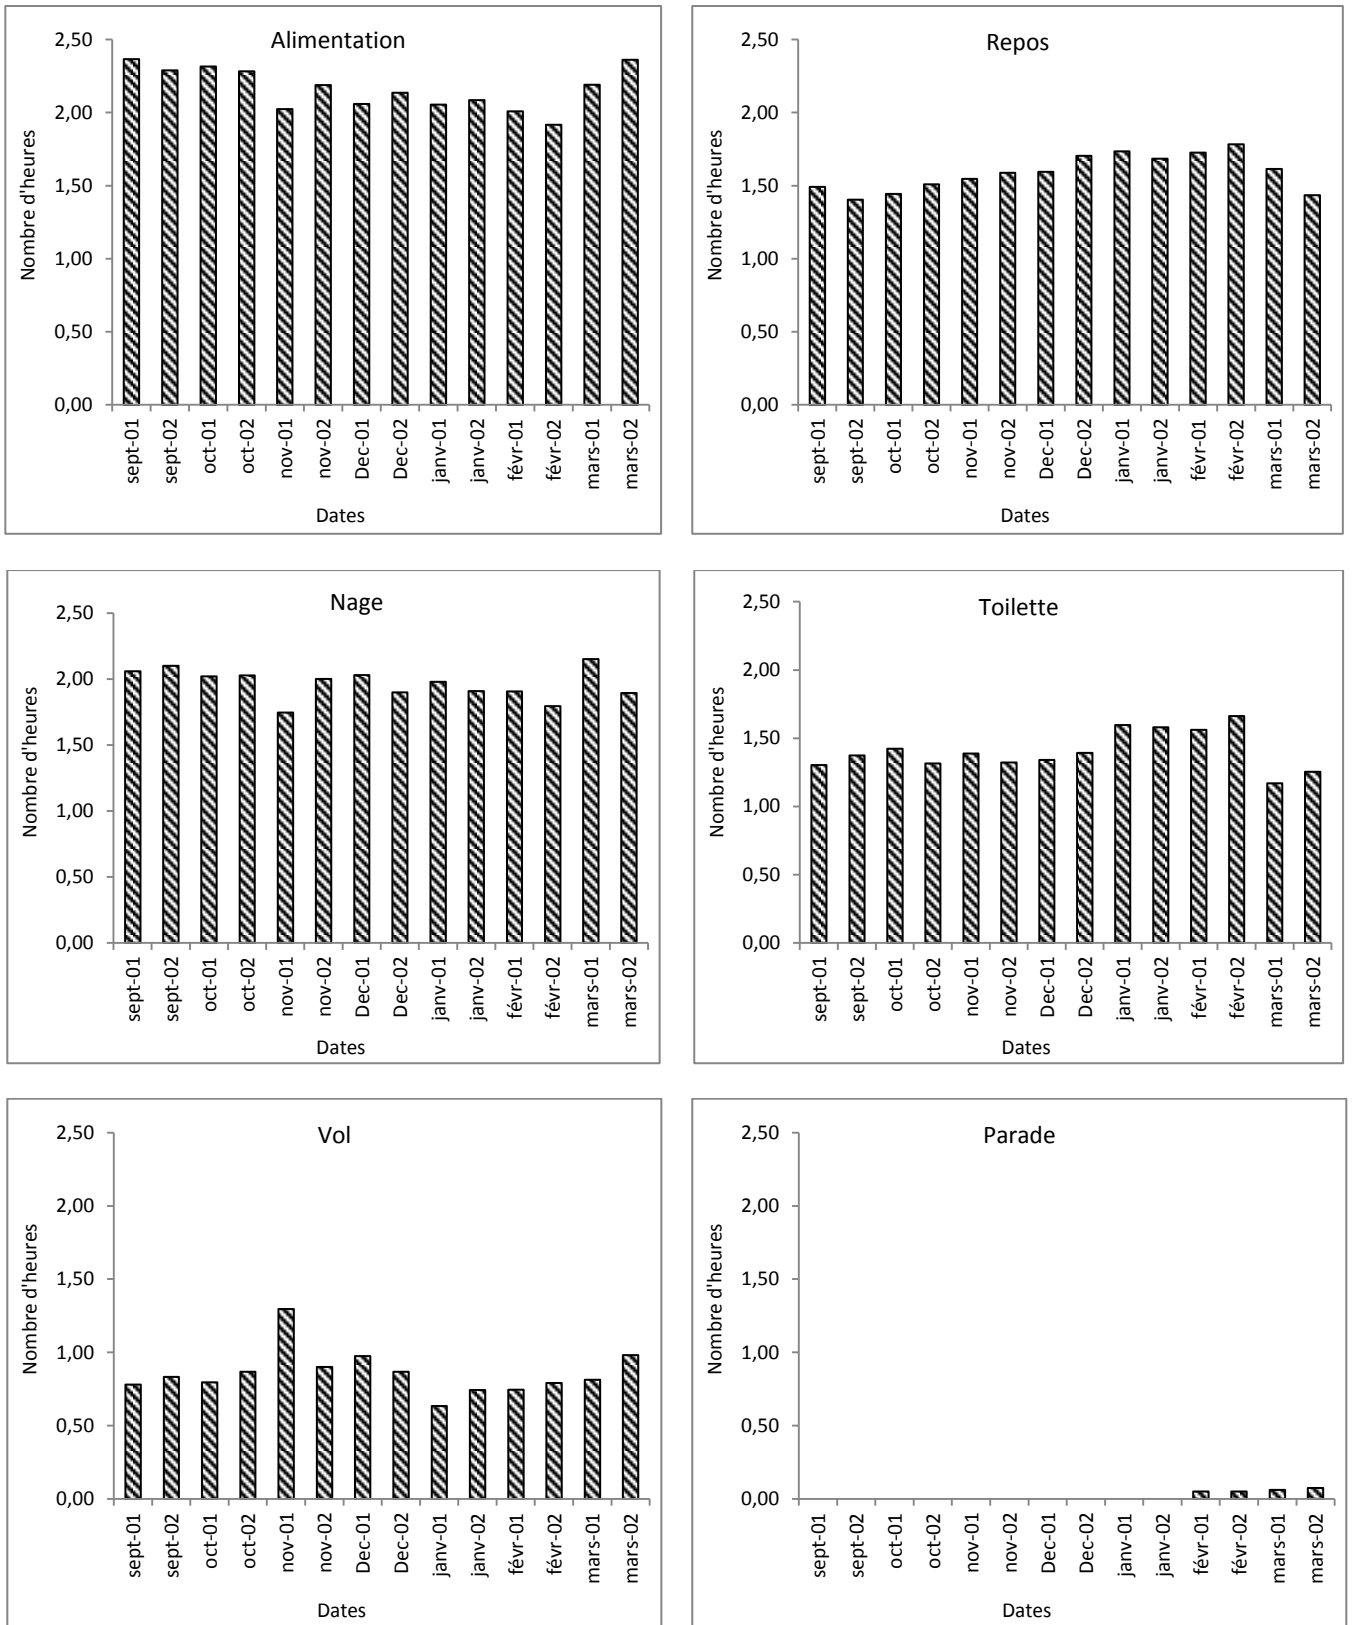 Alimentation
Nombre d'heures
2,50
2,00
1,50
1,00
0,50
0,00
sept-01
sept-02
oct-01
oct-02
nov-01
nov-02
Dec-01
Dec-02
janv-01
janv-02
févr-01
févr-02
mars-01
mars-02
Dates
Repos
Nombre d'heures
2,50
2,00
1,50
1,00
0,50
0,00
sept-01
sept-02
oct-01
oct-02
nov-01
nov-02
Dec-01
Dec-02
janv-01
janv-02
févr-01
févr-02
mars-01
mars-02
Dates
Nage
Nombre d'heures
2,50
2,00
1,50
1,00
0,50
0,00
sept-01
sept-02
oct-01
oct-02
nov-01
nov-02
Dec-01
Dec-02
janv-01
janv-02
févr-01
févr-02
mars-01
mars-02
Dates
Toilette
Nombre d'heures
2,50
2,00
1,50
1,00
0,50
0,00
sept-01
sept-02
oct-01
oct-02
nov-01
nov-02
Dec-01
Dec-02
janv-01
janv-02
févr-01
févr-02
mars-01
mars-02
Dates
Vol
Nombre d'heures
2,50
2,00
1,50
1,00
0,50
0,00
sept-01
sept-02
oct-01
oct-02
nov-01
nov-02
Dec-01
Dec-02
janv-01
janv-02
févr-01
févr-02
mars-01
mars-02
Dates
Parade
Nombre d'heures
2,50
2,00
1,50
1,00
0,50
0,00
sept-01
sept-02
oct-01
oct-02
nov-01
nov-02
Dec-01
Dec-02
janv-01
janv-02
févr-01
févr-02
mars-01
mars-02
Dates